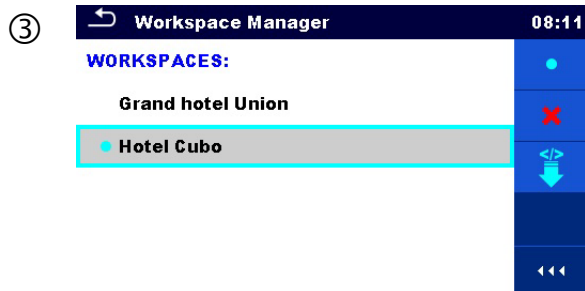 ③
Workspace Manager 08:11
WORKSPACES:
Grand hotel Union
Hotel Cubo
</>